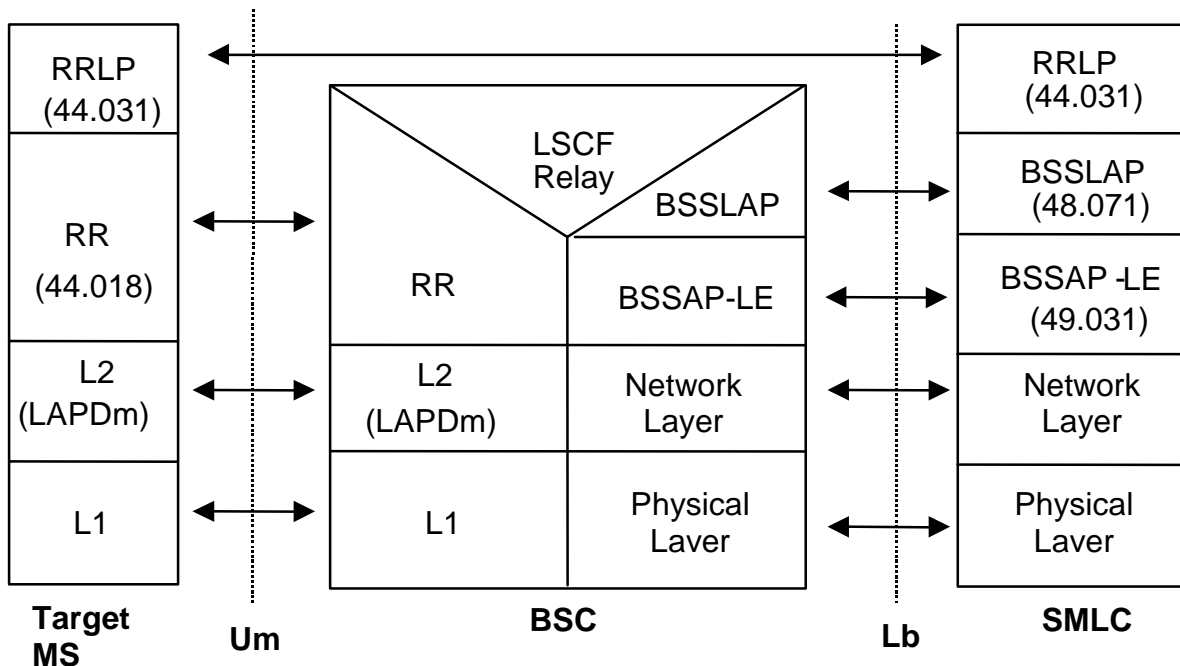 RRLP
(44.031)
RR
(44.018)
L2
(LAPDm)
L1
Target
MS
Um
LSCF
Relay
BSSLAP
RR
BSSAP-LE
L2
(LAPDm)
Network
Layer
L1
Physical
Laver
BSC
Lb
RRLP
(44.031)
BSSLAP
(48.071)
BSSAP-LE
(49.031)
Network
Layer
Physical
Laver
SMLC